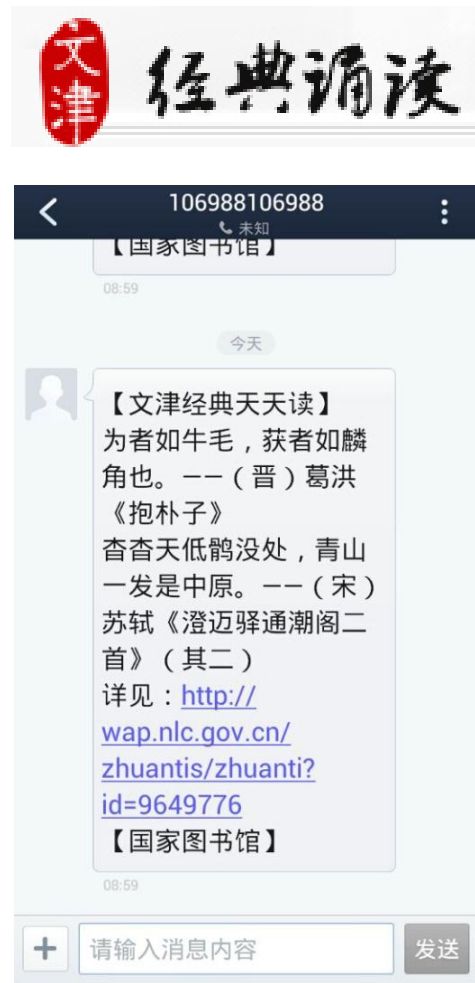 文津
经典诵读
106988106988
未知
【国家图书馆】
08:59
今天
【文津经典天天读】
为者如牛毛，获者如麟
角也。——（晋）葛洪
《抱朴子》
杳杳天低鹘没处，青山
一发是中原。——（宋）
苏轼《澄迈驿通潮阁二
首》（其二）
详见：http://
wap.nlc.gov.cn/
zhuantis/zhuanti?
id=9649776
【国家图书馆】
08:59
请输入消息内容
发送